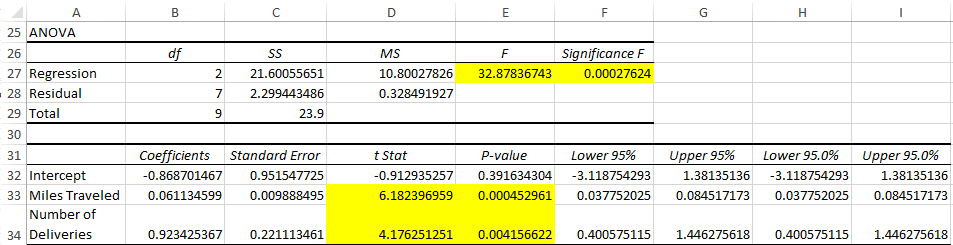 A B C D E F G H I
25 ANOVA
26 df SS MS F Significance F
27 Regression 2 21.60055651 10.80027826 32.87836743 0.00027624
28 Residual 7 2.299443486 0.328491927
29 Total 9 23.9
30
31 Coefficients Standard Error t Stat P-value Lower 95% Upper 95% Lower 95.0% Upper 95.0%
32 Intercept -0.868701467 0.951547725 -0.912935257 0.391634304 -3.118754293 1.38135136 -3.118754293 1.38135136
33 Miles Traveled 0.061134599 0.009888495 6.182396959 0.000452961 0.037752025 0.084517173 0.037752025 0.084517173
Number of
34 Deliveries 0.923425367 0.221113461 4.176251251 0.004156622 0.400575115 1.446275618 0.400575115 1.446275618